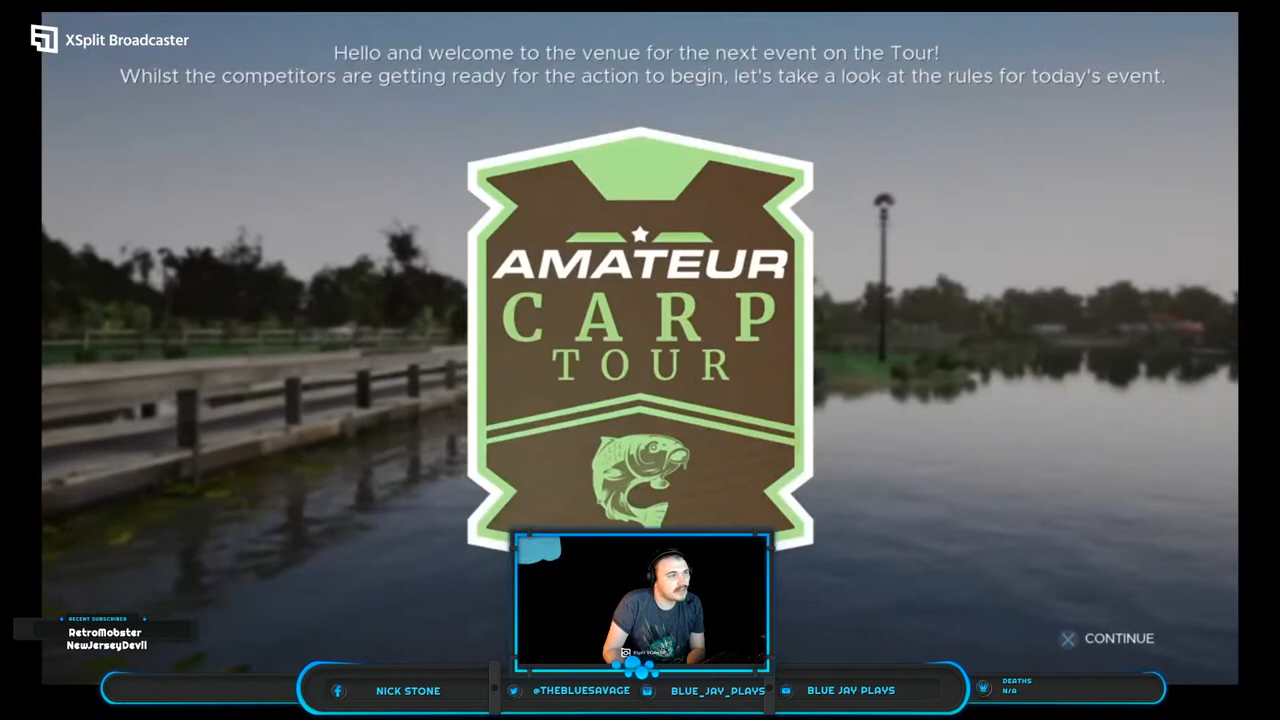 XSplit Broadcaster
Hello and welcome to the venue for the next event on the Tour!
Whilst the competitors are getting ready for the action to begin, let's take a look at the rules for today's event.
AMATEUR
CARP
TOUR
RECENT SUBSCRIBER
RetroMobster
NewJerseyDevil
CONTINUE
NICK STONE
@THEBLUESAVAGE
BLUE_JAY_PLAYS
BLUE JAY PLAYS
DEATHS
N/A